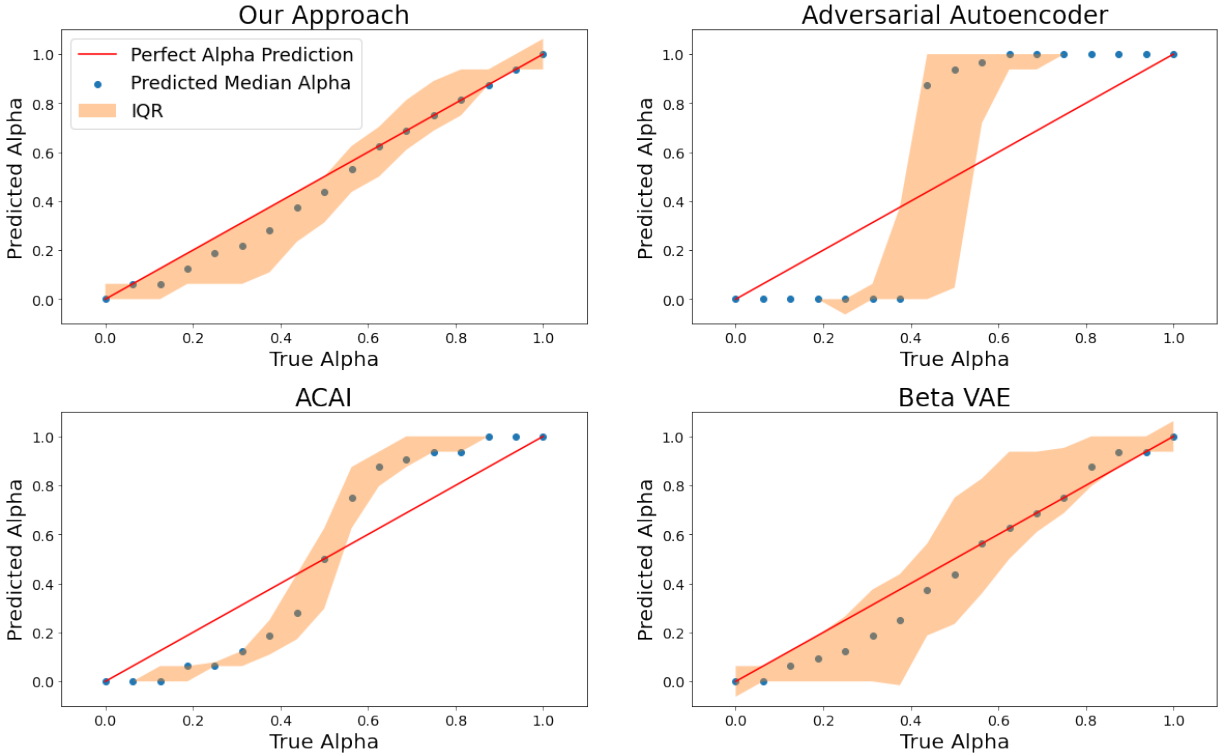 Our Approach
Perfect Alpha Prediction
Predicted Median Alpha
IQR
Predicted Alpha
1.0
0.8
0.6
0.4
0.2
0.0
0.0 0.2 0.4 0.6 0.8 1.0
True Alpha
Adversarial Autoencoder
Predicted Alpha
1.0
0.8
0.6
0.4
0.2
0.0
0.0 0.2 0.4 0.6 0.8 1.0
True Alpha
ACAI
Predicted Alpha
1.0
0.8
0.6
0.4
0.2
0.0
0.0 0.2 0.4 0.6 0.8 1.0
True Alpha
Beta VAE
Predicted Alpha
1.0
0.8
0.6
0.4
0.2
0.0
0.0 0.2 0.4 0.6 0.8 1.0
True Alpha